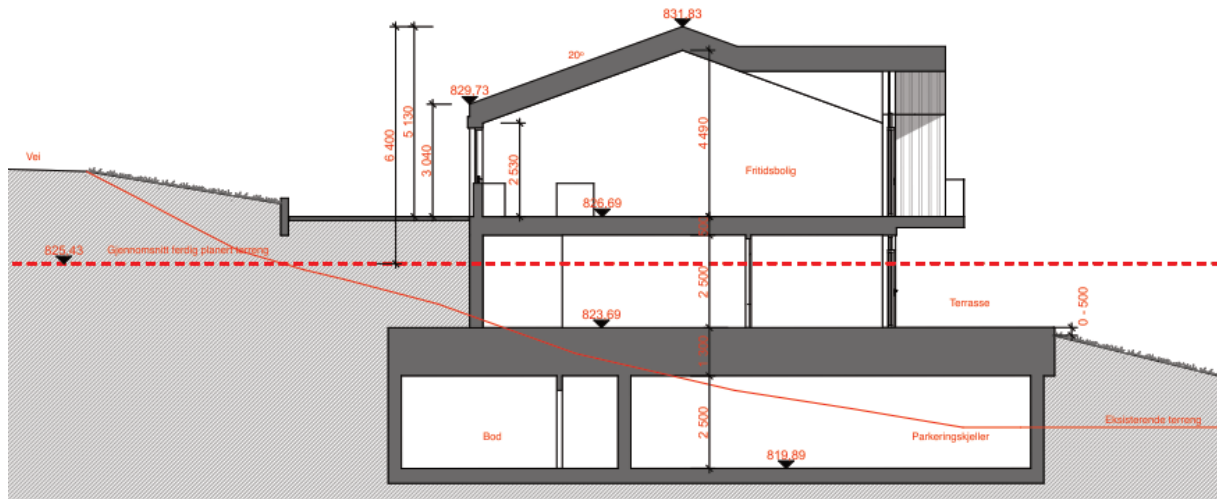 831.83
20°
829.73
6 400
5 130
3 040
2 530
4 490
Vei
Fritidsbolig
826.69
Gjennomsnitt ferdig planert terreng
825.43
2 500
Terrasse
0 - 500
823.69
2 500
Eksisterende terreng
Bod
Parkeringskjeller
819.89